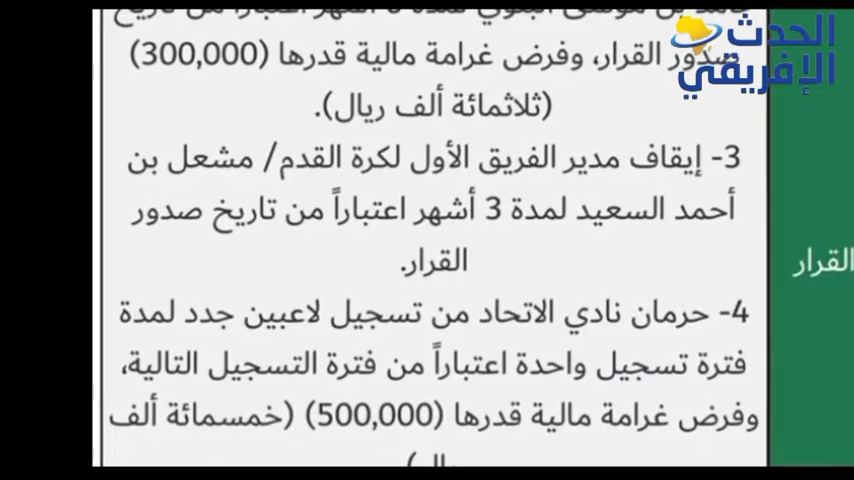 الحدث الإفريقي
صدور القرار، وفرض غرامة مالية قدرها (300,000)
(ثلاثمائة ألف ريال).
3- إيقاف مدير الفريق الأول لكرة القدم/ مشعل بن
أحمد السعيد لمدة 3 أشهر اعتباراً من تاريخ صدور
القرار.
القرار
4- حرمان نادي الاتحاد من تسجيل لاعبين جدد لمدة
فترة تسجيل واحدة اعتباراً من فترة التسجيل التالية،
وفرض غرامة مالية قدرها (500,000) (خمسمائة ألف